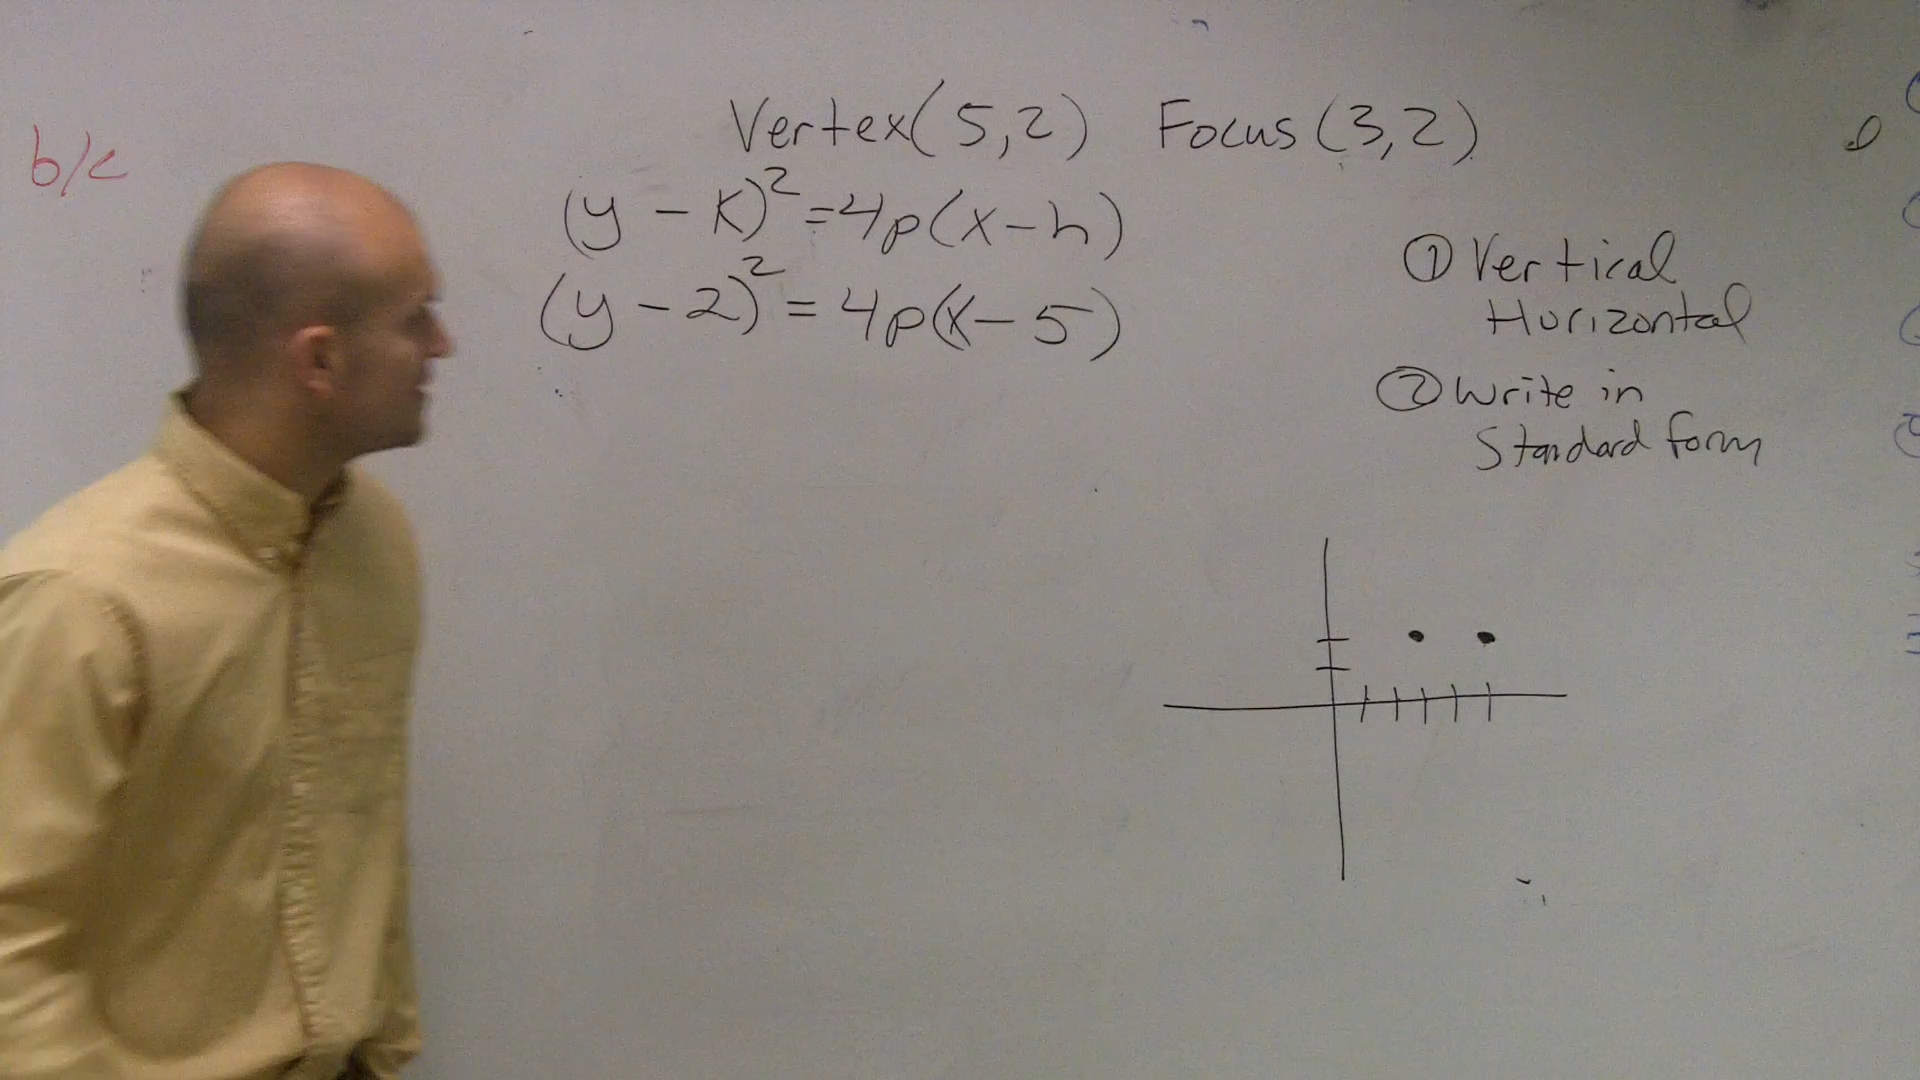 Vertex(5,2) Focus(3,2)
b/c
(y - k)² = 4p(x - h)
(y - 2)² = 4p(x - 5)
① Vertical
Horizontal
② Write in
Standard form